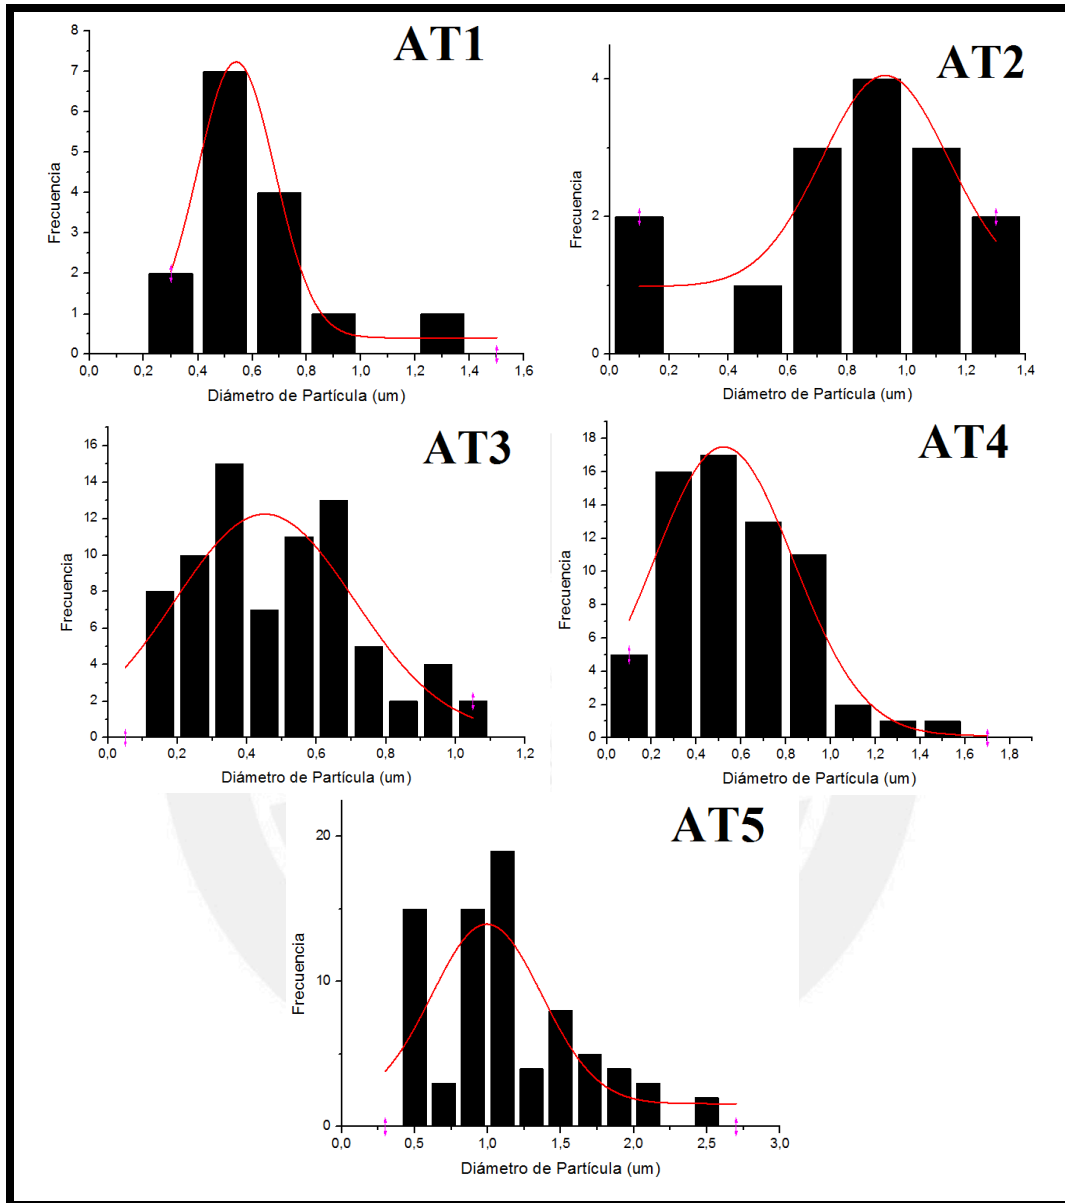 AT1
8
7
6
5
4
3
2
1
0
Frecuencia
0,0 0,2 0,4 0,6 0,8 1,0 1,2 1,4 1,6
Diámetro de Partícula (um)
AT2
4
2
0
Frecuencia
0,0 0,2 0,4 0,6 0,8 1,0 1,2 1,4
Diámetro de Partícula (um)
AT3
16
14
12
10
8
6
4
2
0
Frecuencia
0,0 0,2 0,4 0,6 0,8 1,0 1,2
Diámetro de Partícula (um)
AT4
18
16
14
12
10
8
6
4
2
0
Frecuencia
0,0 0,2 0,4 0,6 0,8 1,0 1,2 1,4 1,6 1,8
Diámetro de Partícula (um)
AT5
20
10
0
Frecuencia
0,0 0,5 1,0 1,5 2,0 2,5 3,0
Diámetro de Partícula (um)